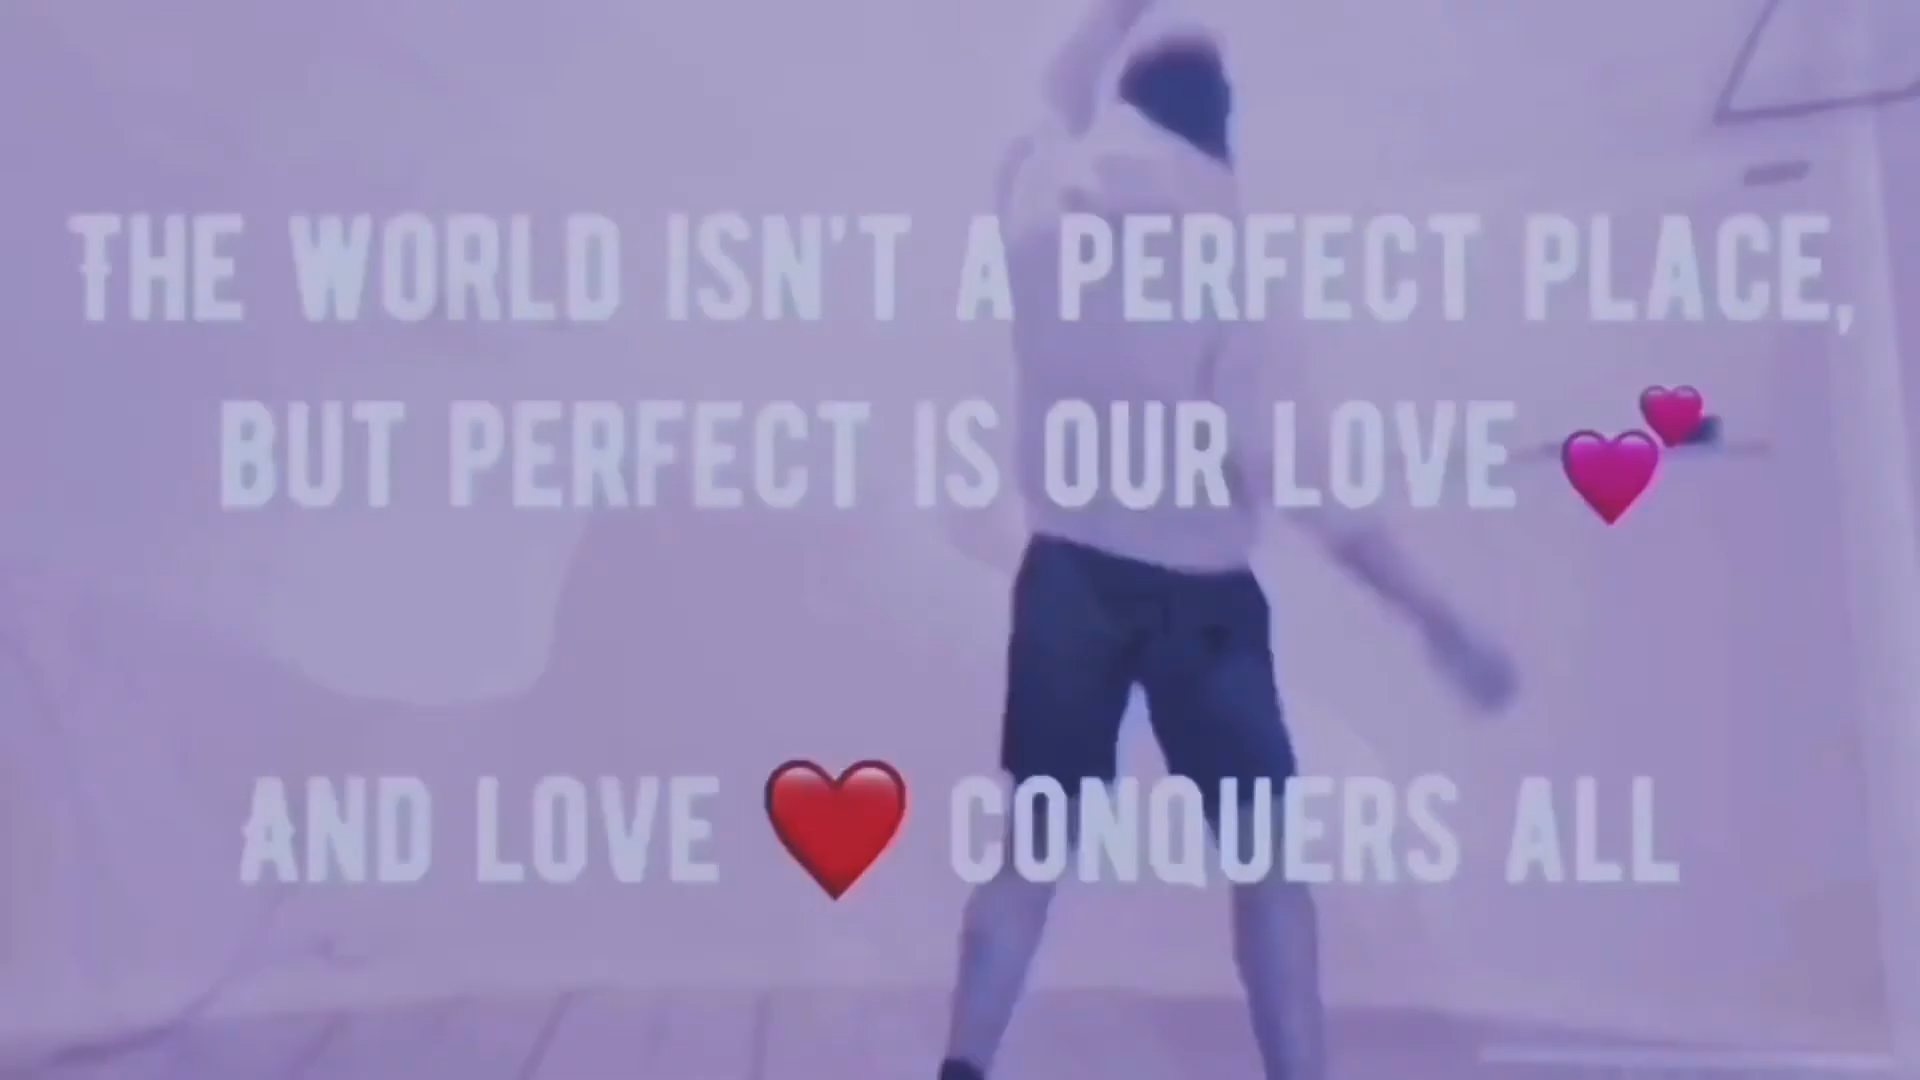 THE WORLD ISN'T A PERFECT PLACE,
BUT PERFECT IS OUR LOVE 💕
AND LOVE ❤️ CONQUERS ALL